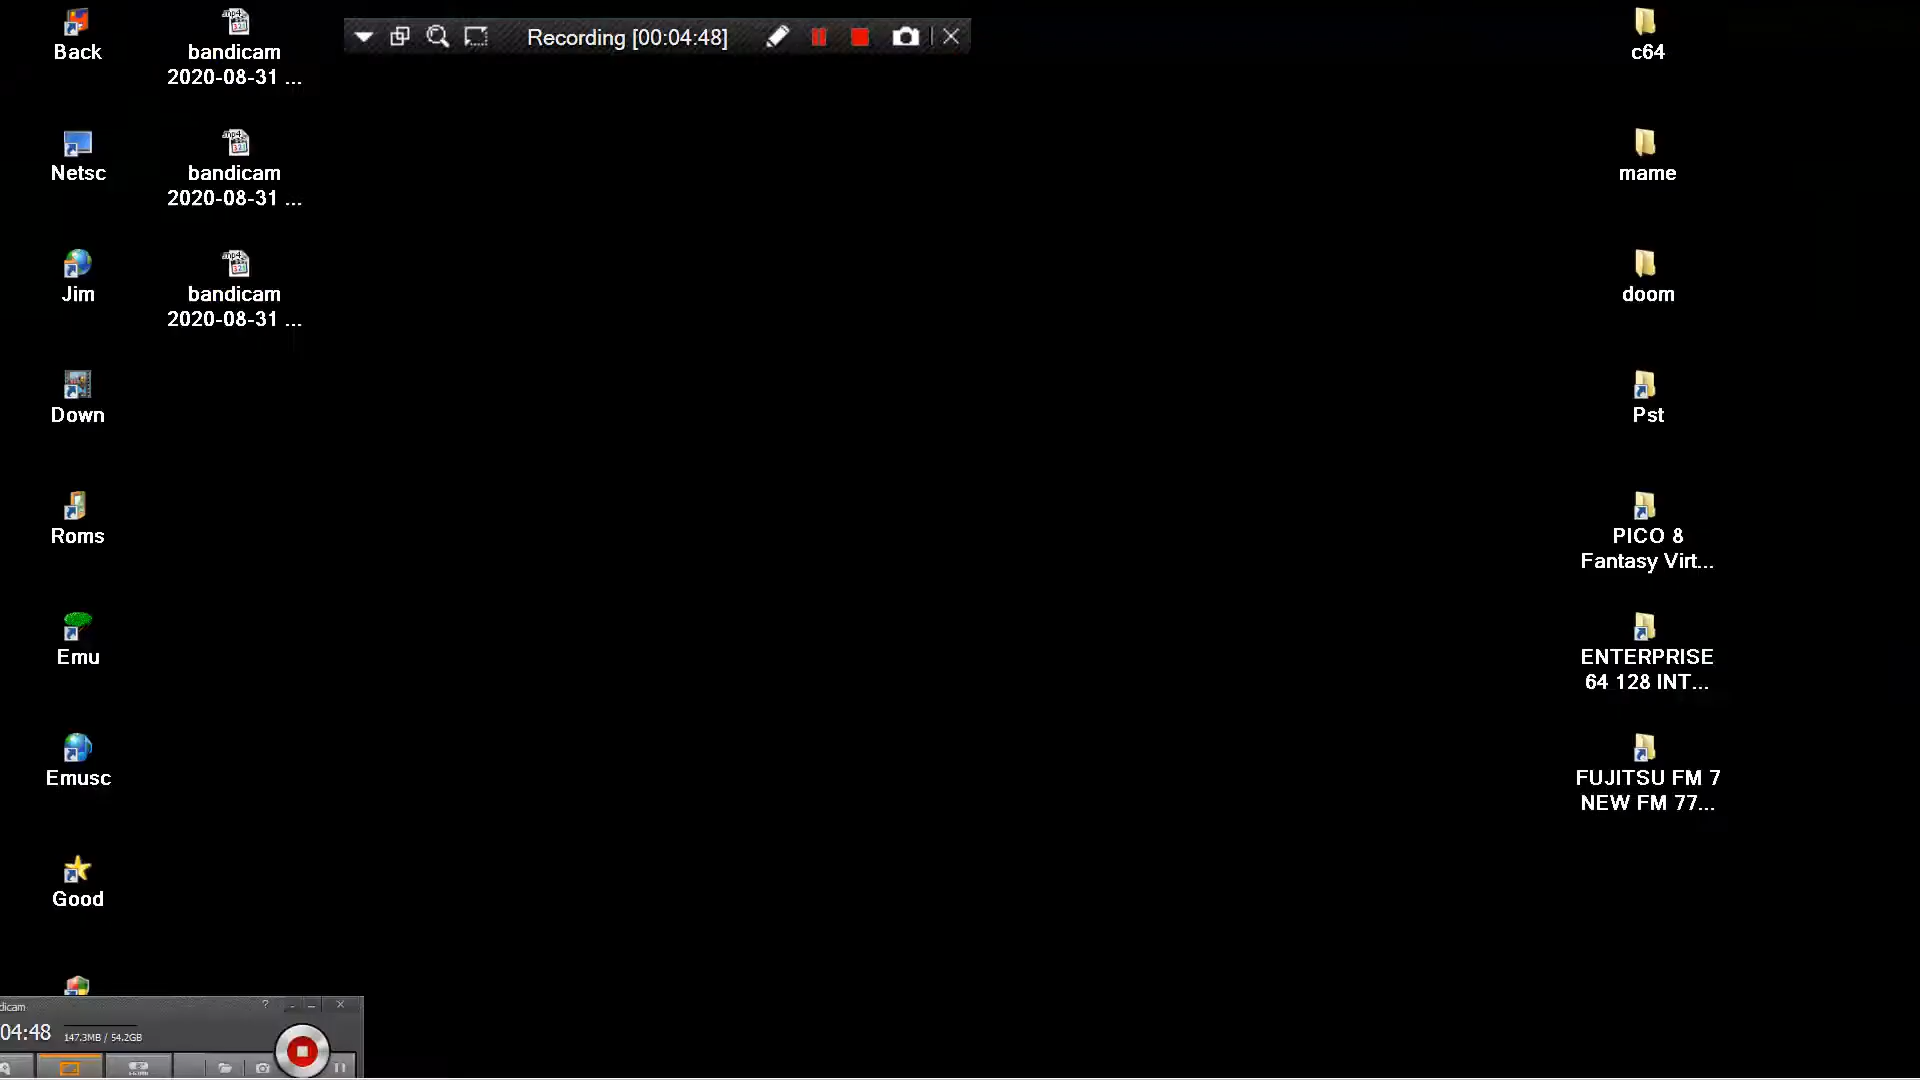 Back
bandicam
2020-08-31 ...
Recording [00:04:48]
c64
Netsc
bandicam
2020-08-31 ...
mame
Jim
bandicam
2020-08-31 ...
doom
Down
Pst
Roms
PICO 8
Fantasy Virt...
Emu
ENTERPRISE
64 128 INT...
Emusc
FUJITSU FM 7
NEW FM 77...
Good
dicam
?
04:48
147.3MB / 54.2GB